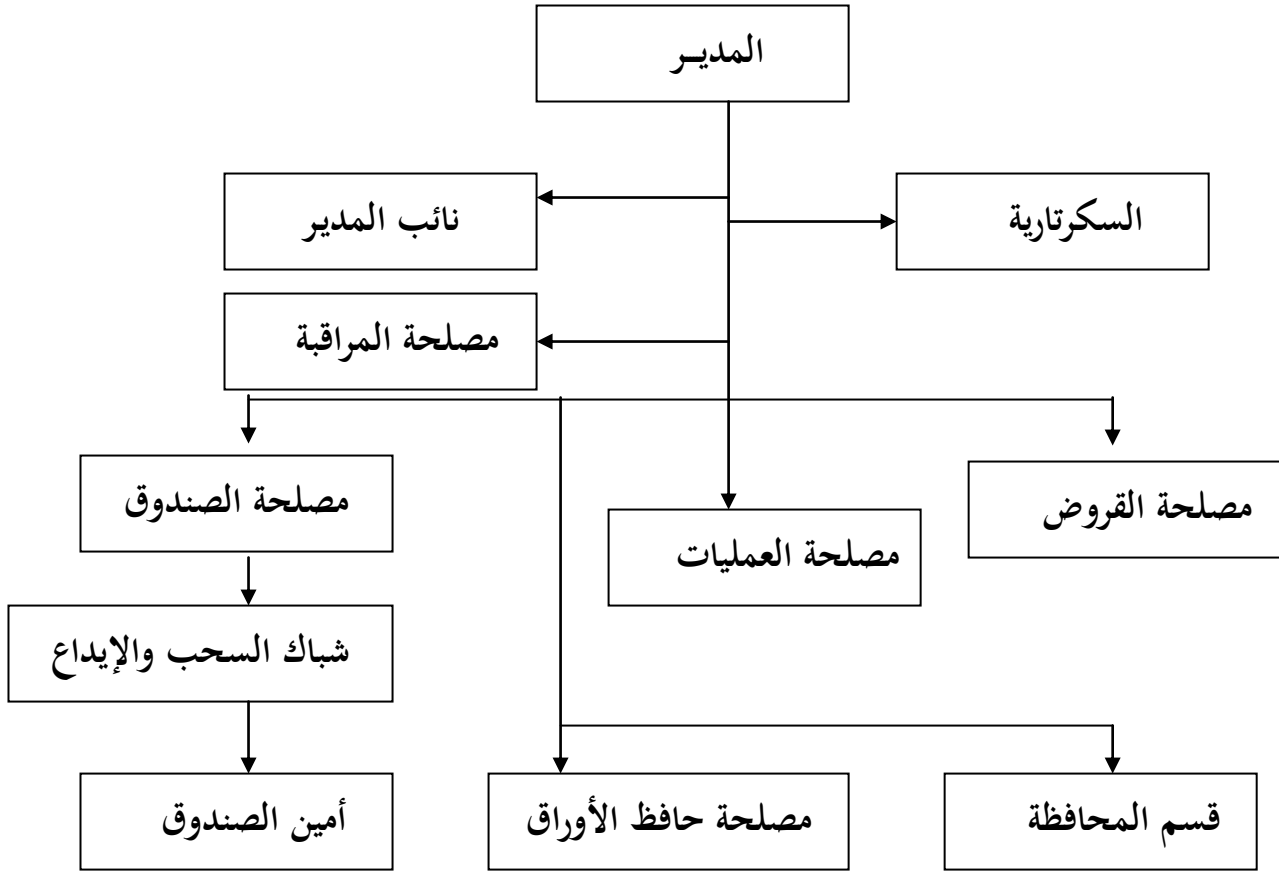 المديـر
السكرتارية
نائب المدير
مصلحة المراقبة
مصلحة القروض
مصلحة العمليات
مصلحة الصندوق
شباك السحب والإيداع
قسم المحافظة
مصلحة حافظ الأوراق
أمين الصندوق